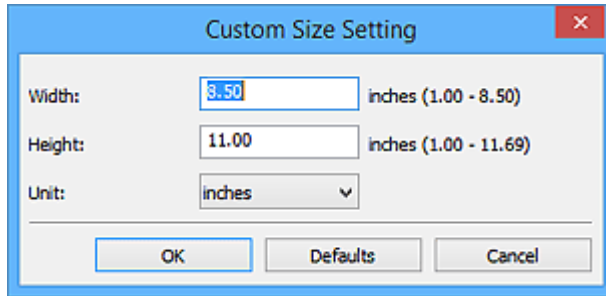 Custom Size Setting
Width: 8.50 inches (1.00 - 8.50)
Height: 11.00 inches (1.00 - 11.69)
Unit: inches
OK Defaults Cancel